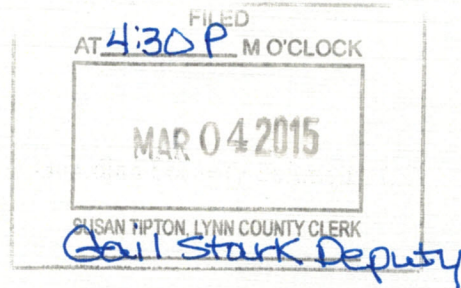 FILED
AT 4:30 P M O'CLOCK
MAR 04 2015
SUSAN TIPTON, LYNN COUNTY CLERK
Gail Stark Deputy